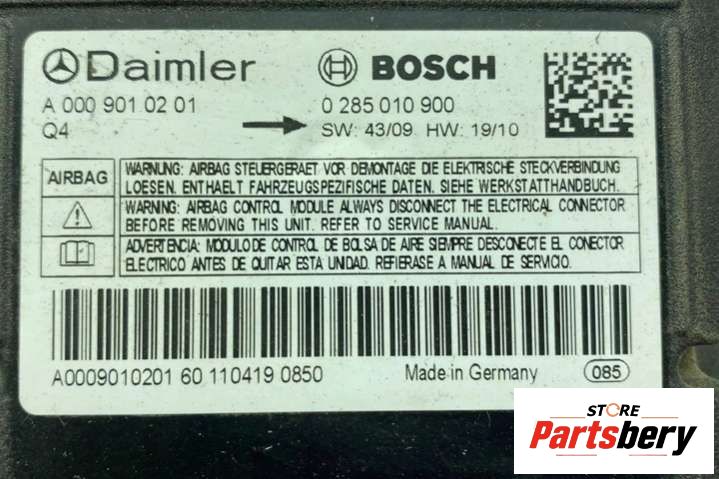 Daimler BOSCH
A 000 901 02 01 0 285 010 900
Q4 SW: 43/09 HW: 19/10
AIRBAG
WARNUNG: AIRBAG STEUERGERAET VOR DEMONTAGE DIE ELEKTRISCHE STECKVERBINDUNG
LOESEN. ENTHAELT FAHRZEUGSPEZIFISCHE DATEN. SIEHE WERKSTATTHANDBUCH.
WARNING: AIRBAG CONTROL MODULE ALWAYS DISCONNECT THE ELECTRICAL CONNECTOR
BEFORE REMOVING THIS UNIT. REFER TO SERVICE MANUAL.
ADVERTENCIA: MODULO DE CONTROL DE BOLSA DE AIRE SIEMPRE DESCONECTE EL CONECTOR
ELECTRICO ANTES DE QUITAR ESTA UNIDAD. REFIERASE A MANUAL DE SERVICIO.
A0009010201 60 110419 0850 Made in Germany 085
STORE
Partsbery